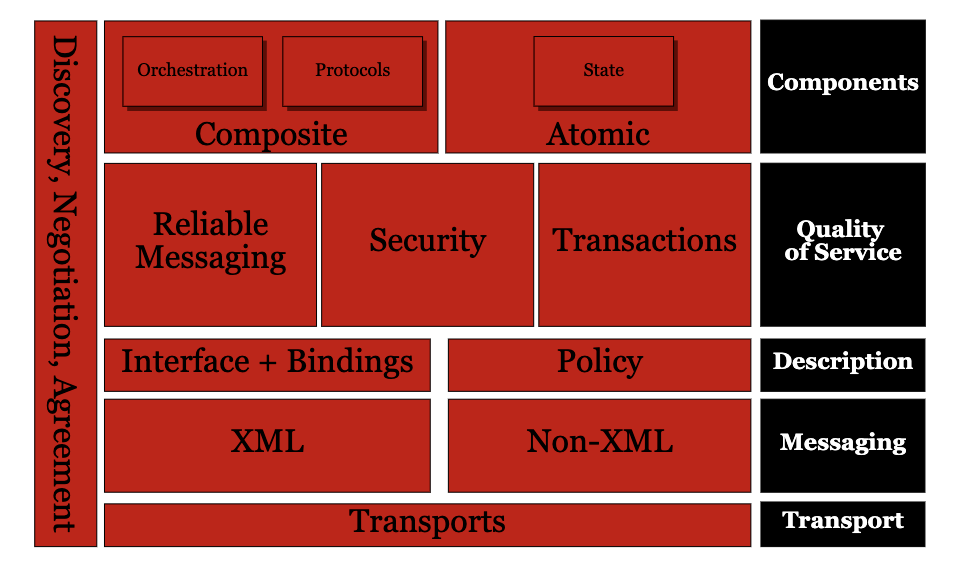 Discovery, Negotiation, Agreement
Orchestration
Protocols
Composite
State
Atomic
Components
Reliable
Messaging
Security
Transactions
Quality
of Service
Interface + Bindings
Policy
Description
XML
Non-XML
Messaging
Transports
Transport